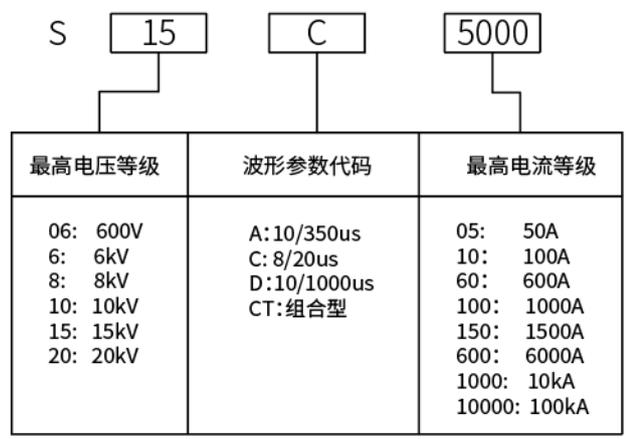 S 15 C 5000
最高电压等级 波形参数代码 最高电流等级
06: 600V
6: 6kV
8: 8kV
10: 10kV
15: 15kV
20: 20kV
A:10/350us
C: 8/20us
D:10/1000us
CT:组合型
05: 50A
10: 100A
60: 600A
100: 1000A
150: 1500A
600: 6000A
1000: 10kA
10000: 100kA